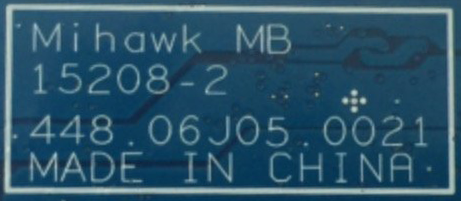 Mihawk MB
15208-2
448.06J05.0021
MADE IN CHINA